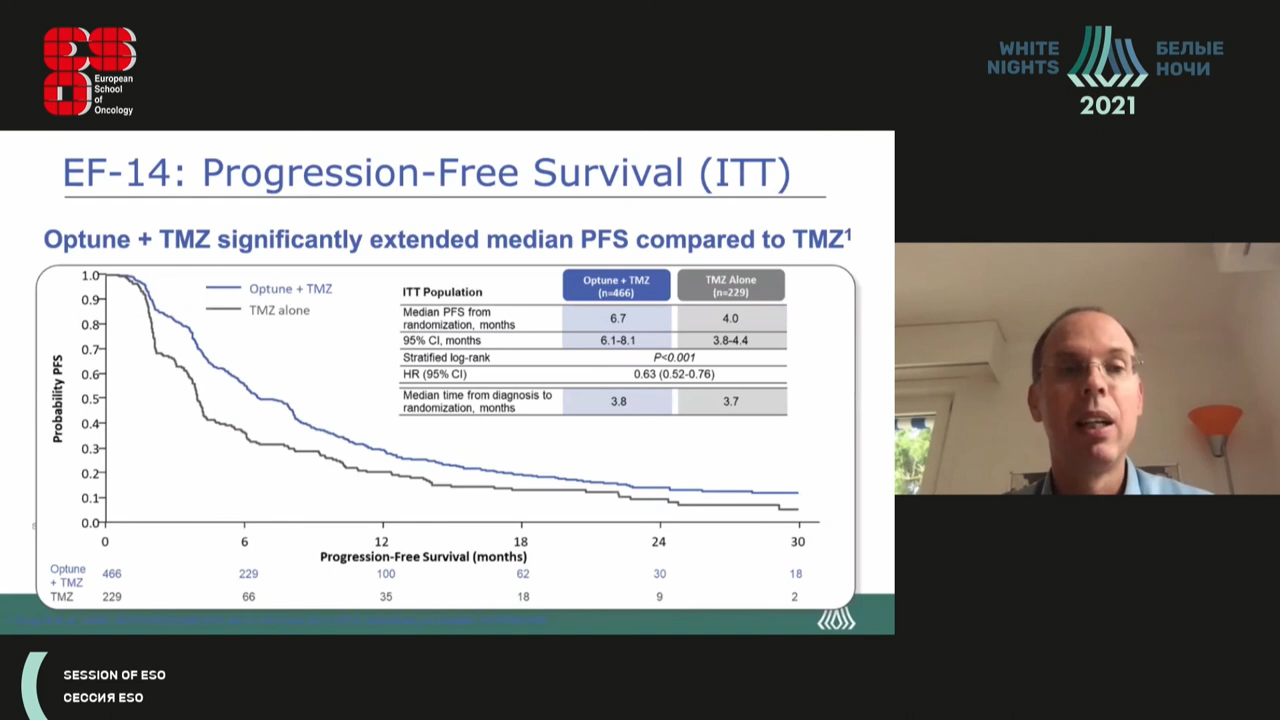 European
School
of
Oncology
WHITE
NIGHTS
БЕЛЫЕ
НОЧИ
2021
EF-14: Progression-Free Survival (ITT)
Optune + TMZ significantly extended median PFS compared to TMZ¹
Optune + TMZ
TMZ alone
ITT Population
Optune + TMZ
(n=466)
TMZ Alone
(n=229)
Median PFS from
randomization, months
6.7
4.0
95% CI, months
6.1-8.1
3.8-4.4
Stratified log-rank
P<0.001
HR (95% CI)
0.63 (0.52-0.76)
Median time from diagnosis to
randomization, months
3.8
3.7
Probability PFS
1.0
0.9
0.8
0.7
0.6
0.5
0.4
0.3
0.2
0.1
0.0
0 6 12 18 24 30
Progression-Free Survival (months)
Optune
+ TMZ
466 229 100 62 30 18
TMZ 229 66 35 18 9 2
SESSION OF ESO
СЕССИЯ ESO